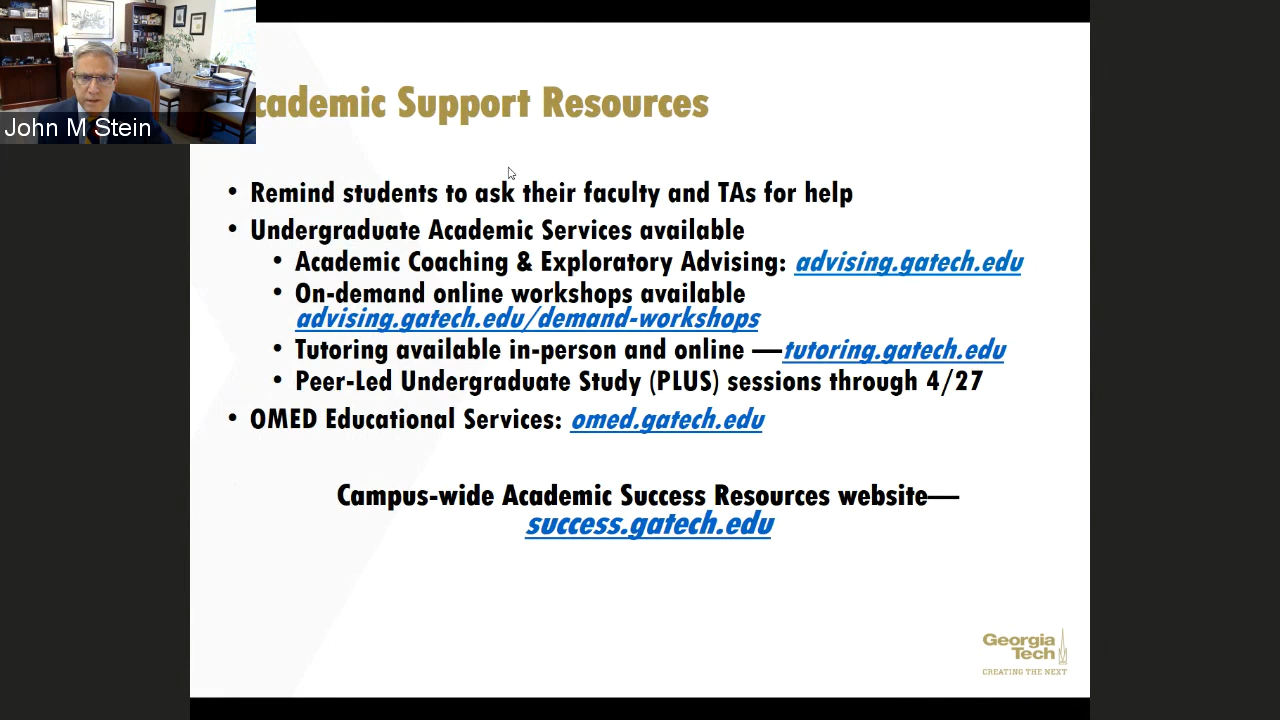 John M Stein
cademic Support Resources
• Remind students to ask their faculty and TAs for help
• Undergraduate Academic Services available
• Academic Coaching & Exploratory Advising: advising.gatech.edu
• On-demand online workshops available
advising.gatech.edu/demand-workshops
• Tutoring available in-person and online —tutoring.gatech.edu
• Peer-Led Undergraduate Study (PLUS) sessions through 4/27
• OMED Educational Services: omed.gatech.edu
Campus-wide Academic Success Resources website—
success.gatech.edu
Georgia
Tech
CREATING THE NEXT